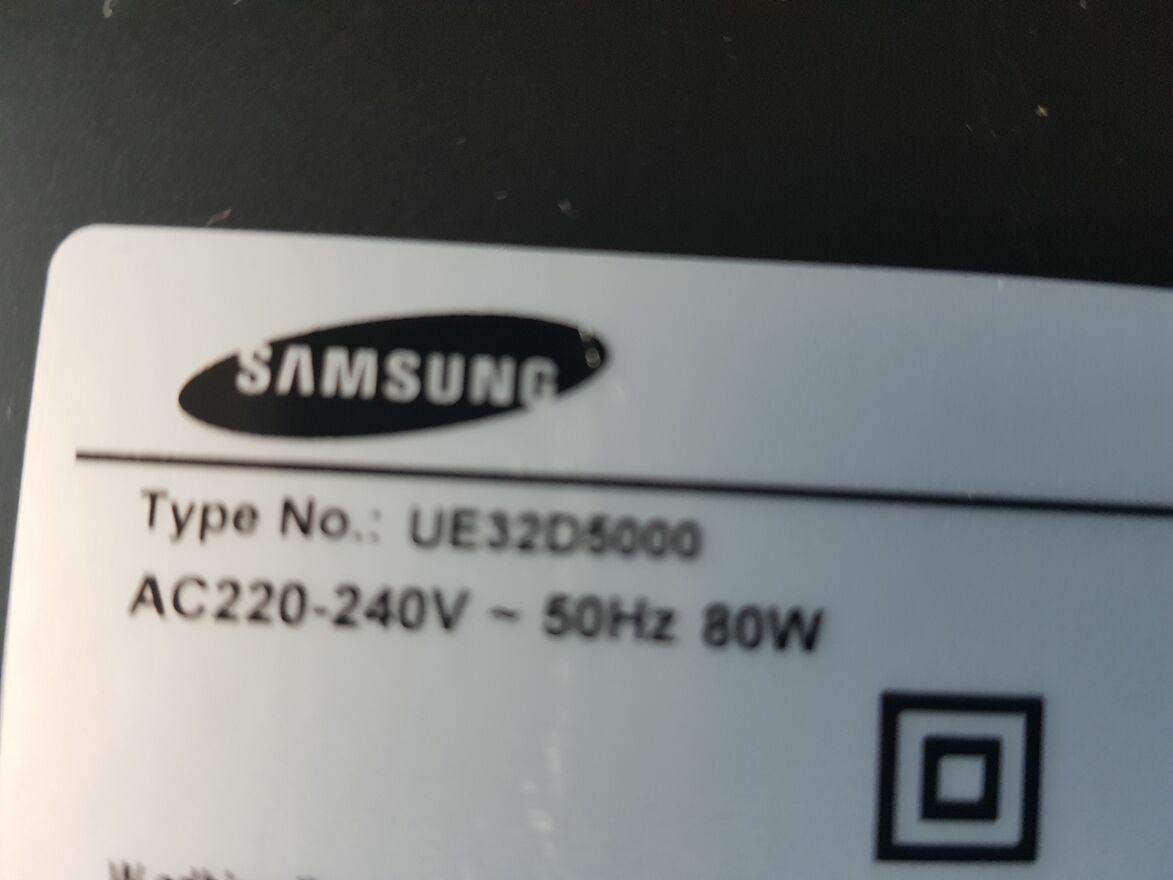 SAMSUNG
Type No.: UE32D5000
AC220-240V ~ 50Hz 80W